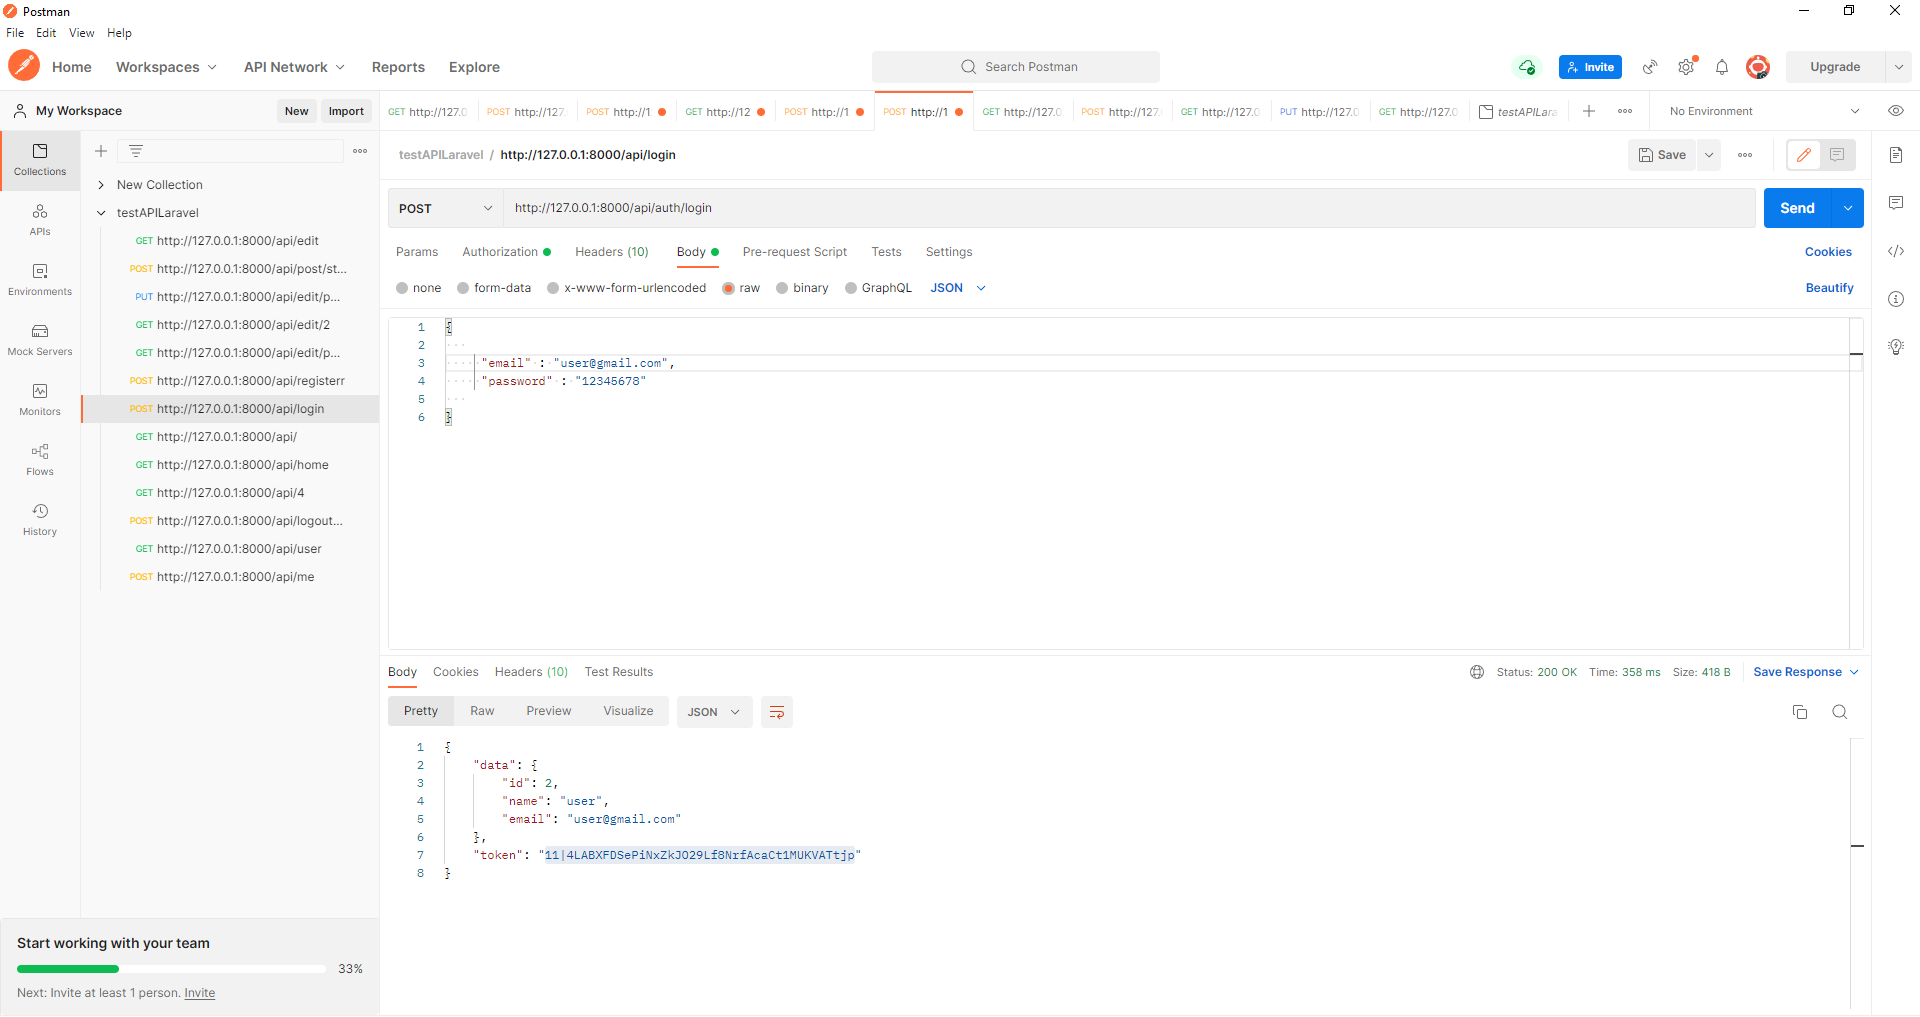 Postman
File Edit View Help
Home Workspaces API Network Reports Explore Search Postman Invite Upgrade
My Workspace New Import
GET http://127.0 POST http://127. POST http://1 GET http://12 POST http://1 POST http://1 GET http://127.0 POST http://127. GET http://127.0 PUT http://127.0 GET http://127.0 testAPILara No Environment
Collections
APIs
Environments
Mock Servers
Monitors
Flows
History
New Collection
testAPILaravel
GET http://127.0.0.1:8000/api/edit
POST http://127.0.0.1:8000/api/post/st...
PUT http://127.0.0.1:8000/api/edit/p...
GET http://127.0.0.1:8000/api/edit/2
GET http://127.0.0.1:8000/api/edit/p...
POST http://127.0.0.1:8000/api/registerr
POST http://127.0.0.1:8000/api/login
GET http://127.0.0.1:8000/api/
GET http://127.0.0.1:8000/api/home
GET http://127.0.0.1:8000/api/4
POST http://127.0.0.1:8000/api/logout...
GET http://127.0.0.1:8000/api/user
POST http://127.0.0.1:8000/api/me
Start working with your team
33%
Next: Invite at least 1 person. Invite
testAPILaravel / http://127.0.0.1:8000/api/login Save
POST http://127.0.0.1:8000/api/auth/login Send
Params Authorization Headers (10) Body Pre-request Script Tests Settings Cookies
none form-data x-www-form-urlencoded raw binary GraphQL JSON Beautify
1 {
2
3 "email" : "user@gmail.com",
4 "password" : "12345678"
5
6 }
Body Cookies Headers (10) Test Results Status: 200 OK Time: 358 ms Size: 418 B Save Response
Pretty Raw Preview Visualize JSON
1 {
2 "data": {
3 "id": 2,
4 "name": "user",
5 "email": "user@gmail.com"
6 },
7 "token": "11|4LABXFDSePiNxZkJO29Lf8NrfAcaCt1MUKVATtjp"
8 }